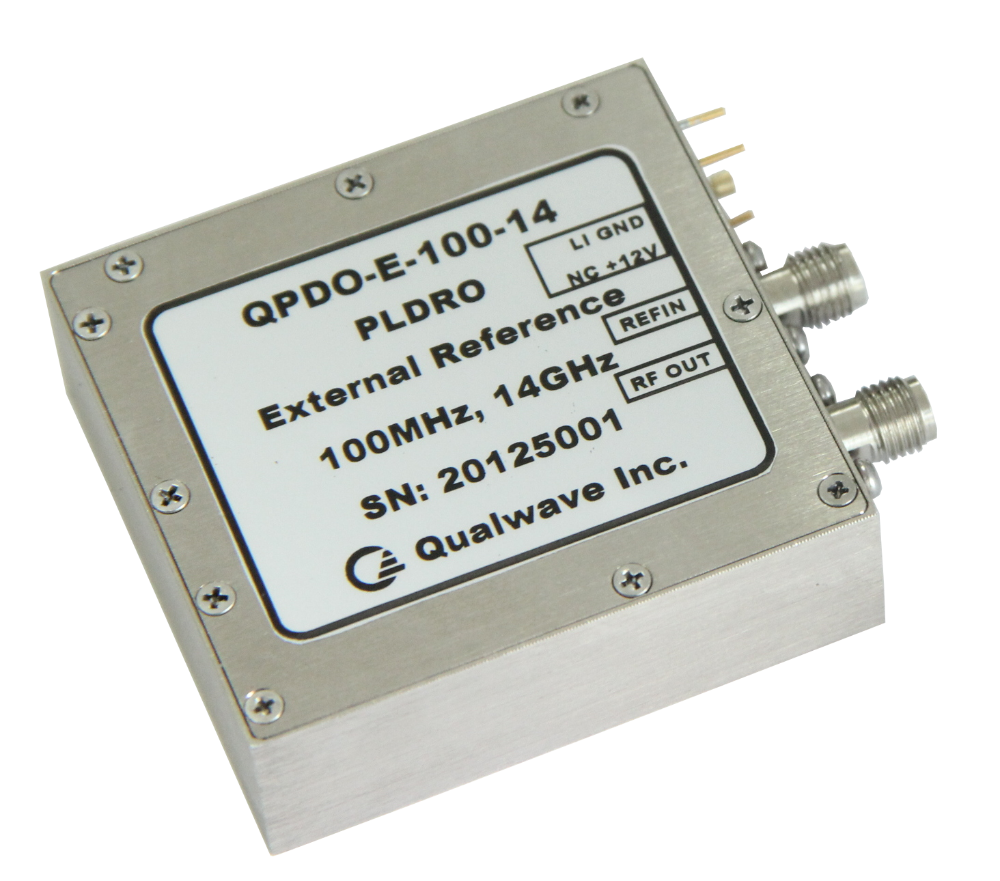 QPDO-E-100-14
PLDRO
External Reference
100MHz, 14GHz
SN: 20125001
Qualwave Inc.
LI GND
NC +12V
REFIN
RF OUT